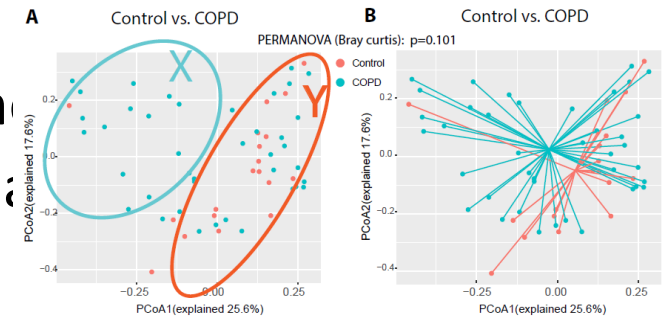 A
Control vs. COPD
B
Control vs. COPD
PERMANOVA (Bray curtis): p=0.101
Control
COPD
X
Y
PCoA2(explained 17.6%)
0.2
0.0
−0.2
−0.4
−0.25
0.00
0.25
PCoA1(explained 25.6%)
PCoA2(explained 17.6%)
0.2
0.0
−0.2
−0.4
−0.25
0.00
0.25
PCoA1(explained 25.6%)